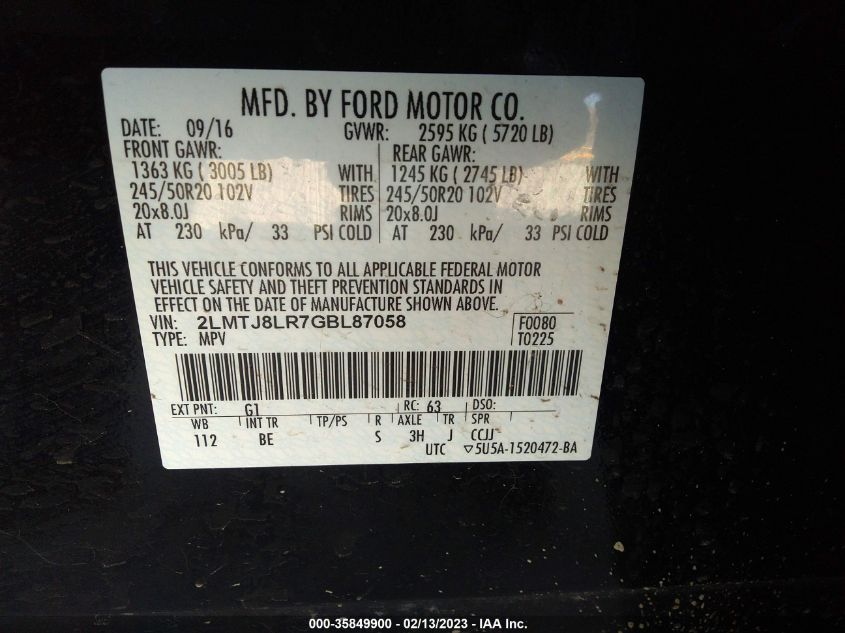 MFD. BY FORD MOTOR CO.
DATE: 09/16 GVWR: 2595 KG ( 5720 LB)
FRONT GAWR: REAR GAWR:
1363 KG ( 3005 LB) WITH 1245 KG ( 2745 LB) WITH
245/50R20 102V TIRES 245/50R20 102V TIRES
20x8.0J RIMS 20x8.0J RIMS
AT 230 kPa/ 33 PSI COLD AT 230 kPa/ 33 PSI COLD
THIS VEHICLE CONFORMS TO ALL APPLICABLE FEDERAL MOTOR
VEHICLE SAFETY AND THEFT PREVENTION STANDARDS IN
EFFECT ON THE DATE OF MANUFACTURE SHOWN ABOVE.
VIN: 2LMTJ8LR7GBL87058 F0080
TYPE: MPV T0225
EXT PNT: G1 RC: 63 DSO:
WB INT TR TP/PS R AXLE TR SPR
112 BE S 3H J CCJJ
UTC ▽5U5A-1520472-BA
000-35849900 - 02/13/2023 - IAA Inc.